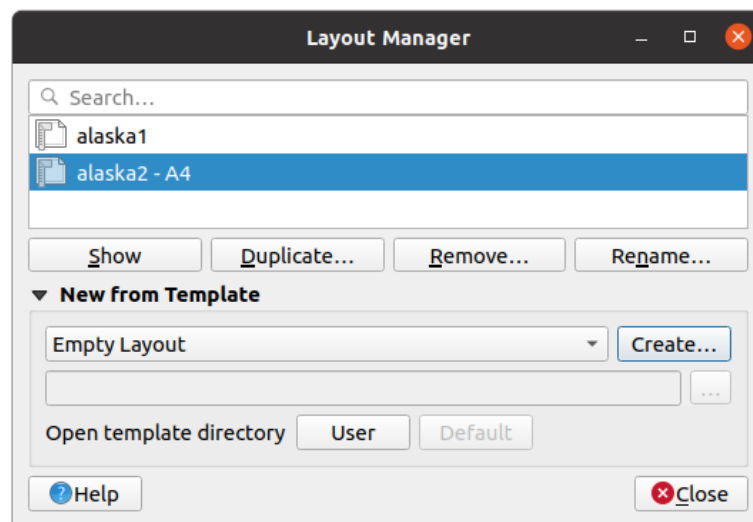 Layout Manager
Search...
alaska1
alaska2 - A4
Show Duplicate... Remove... Rename...
New from Template
Empty Layout Create...
...
Open template directory User Default
Help Close